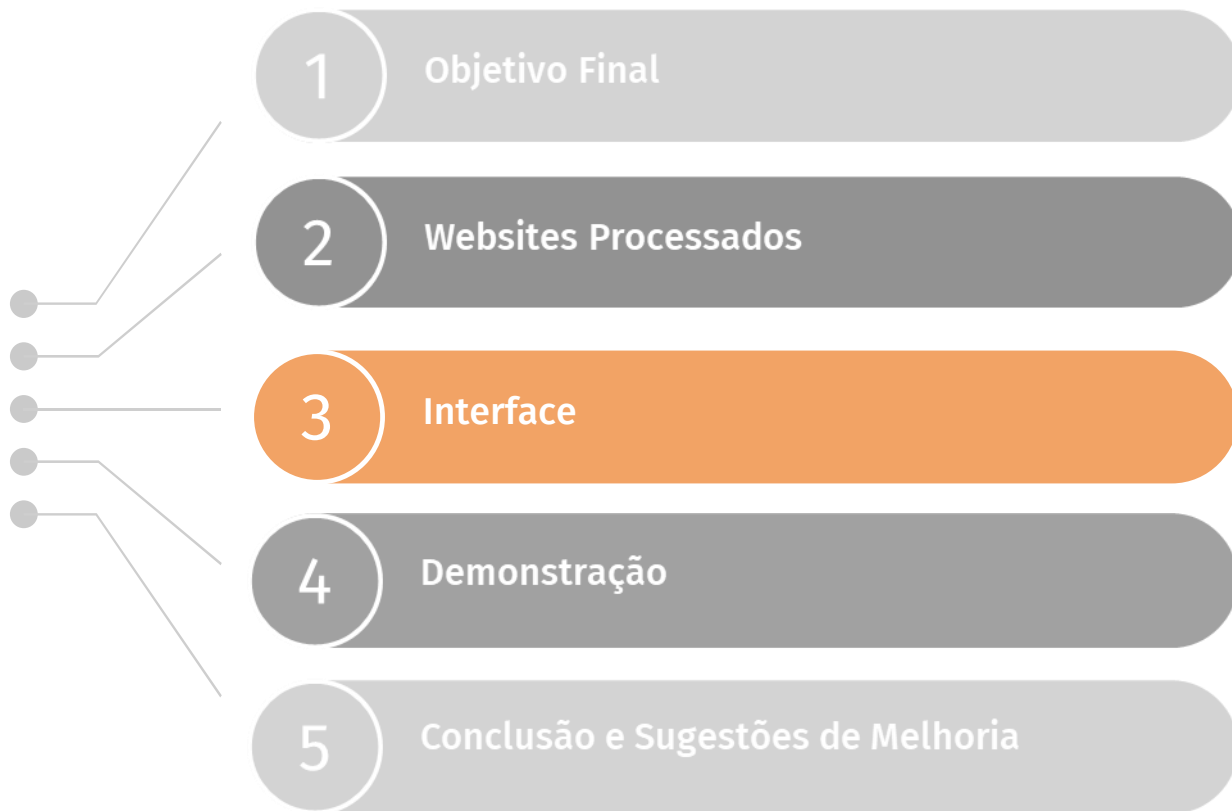 1 Objetivo Final
2 Websites Processados
3 Interface
4 Demonstração
5 Conclusão e Sugestões de Melhoria